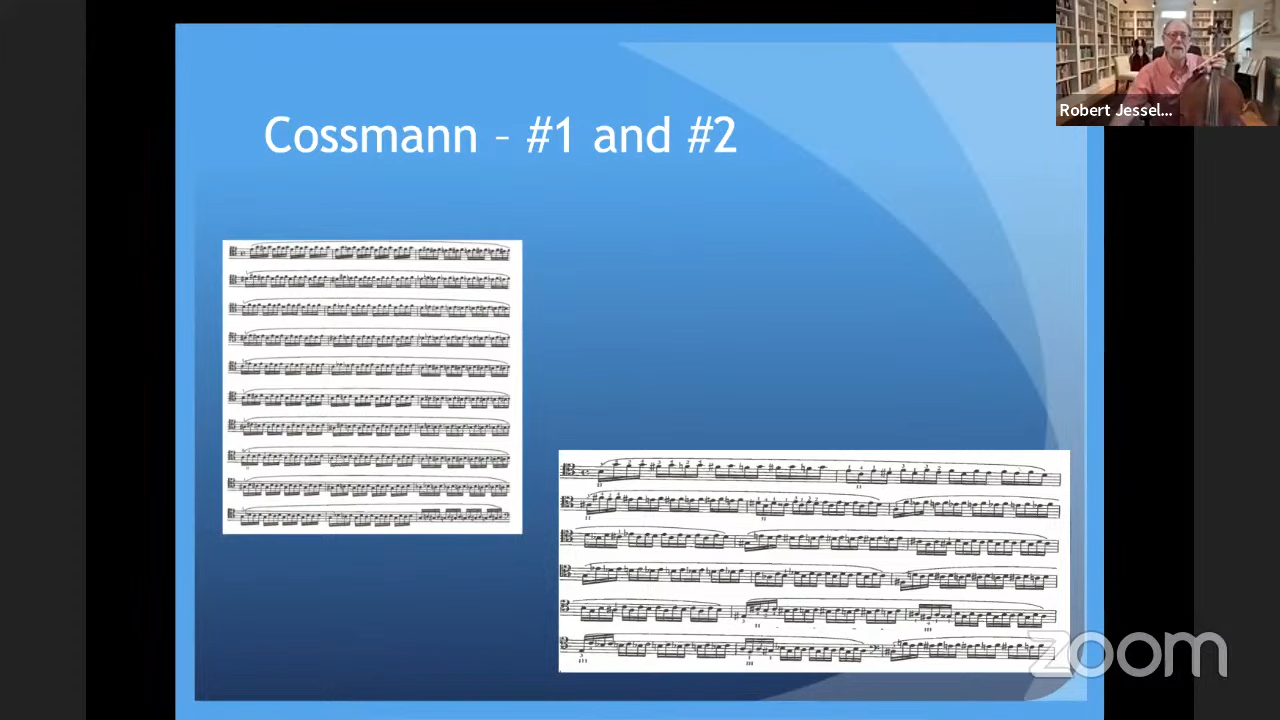 Robert Jessel...
Cossmann – #1 and #2
zoom